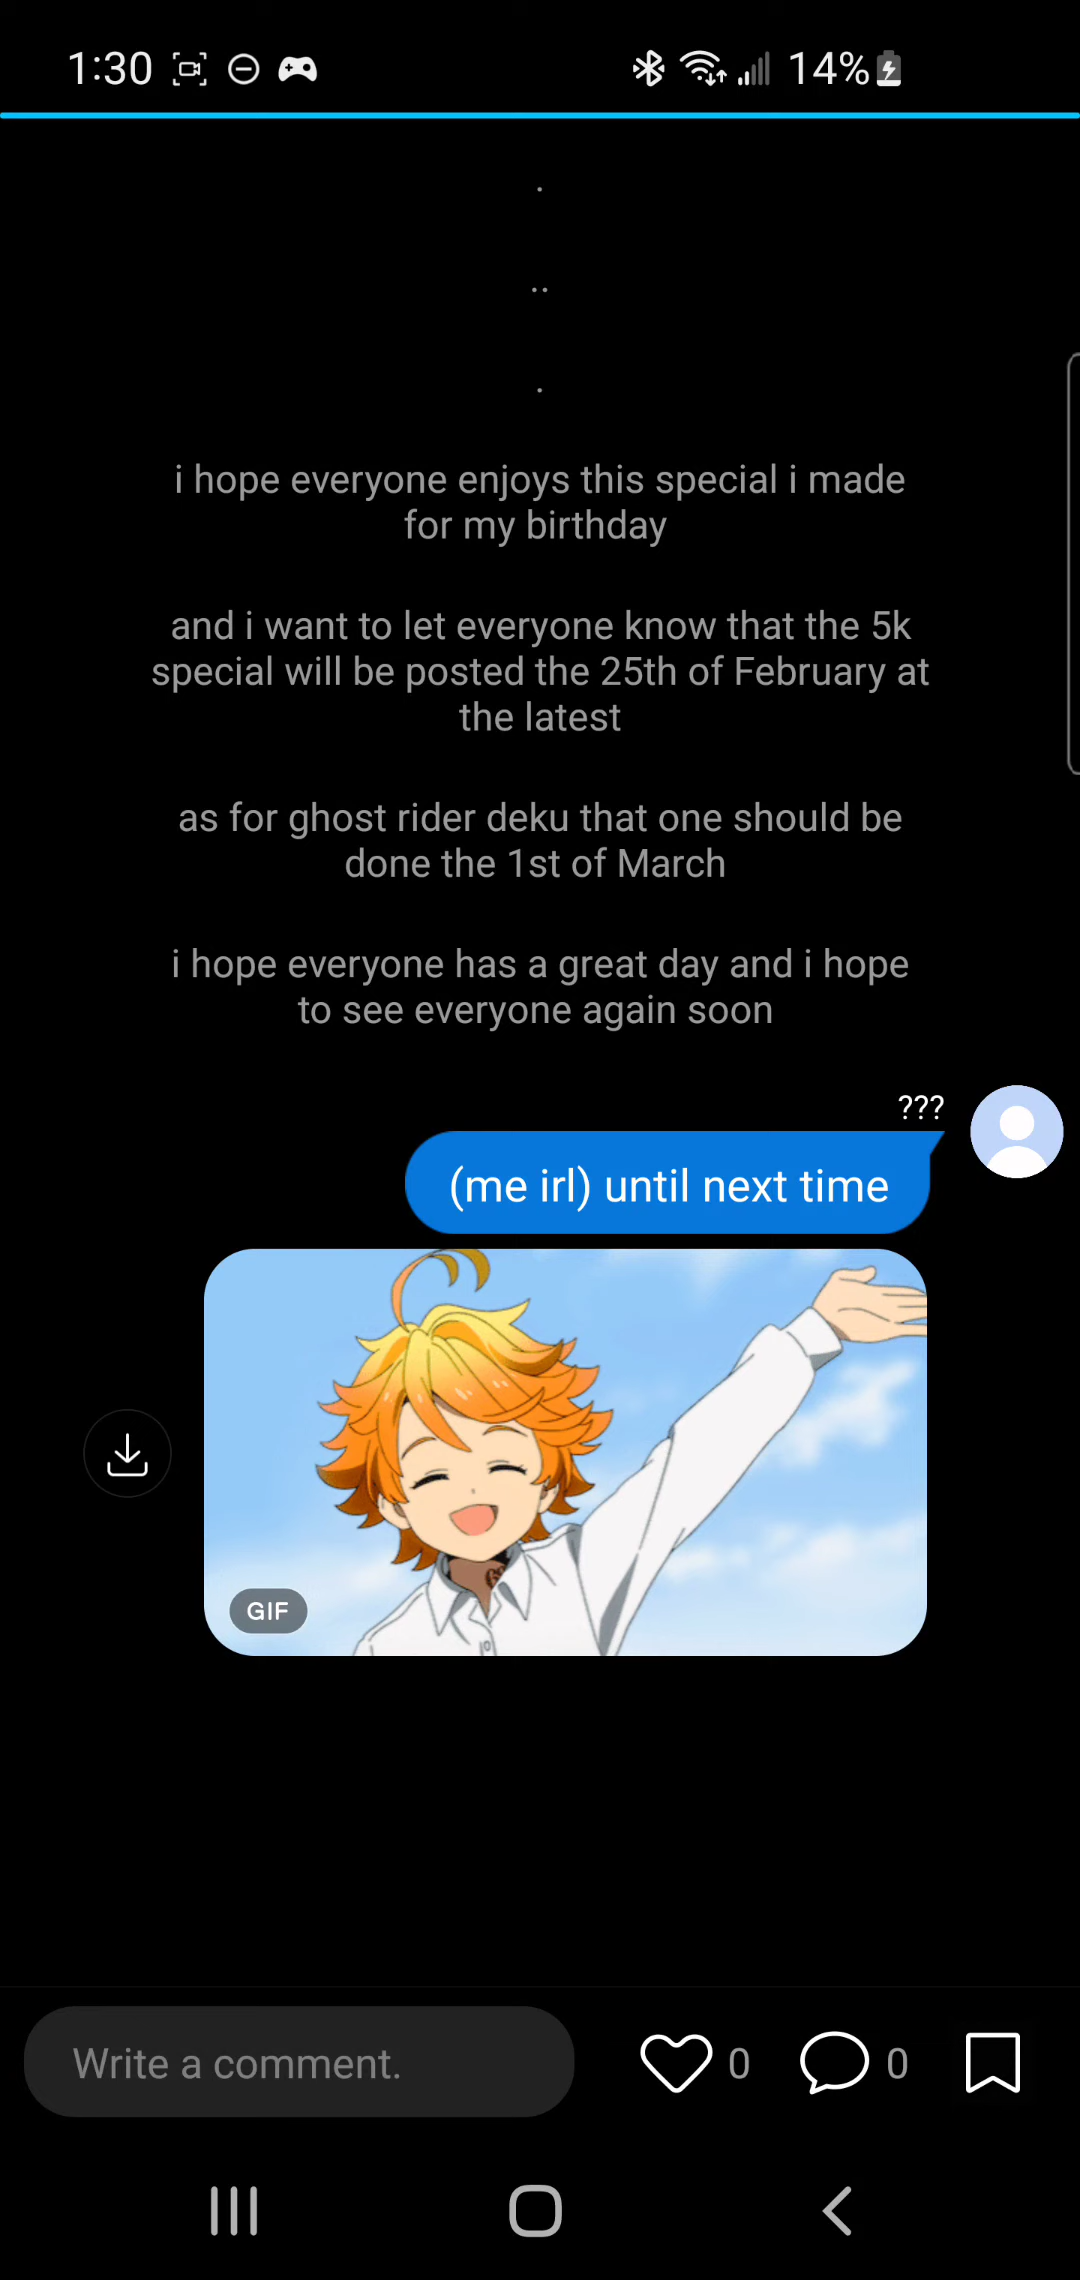 1:30 14%
.
..
.
i hope everyone enjoys this special i made
for my birthday
and i want to let everyone know that the 5k
special will be posted the 25th of February at
the latest
as for ghost rider deku that one should be
done the 1st of March
i hope everyone has a great day and i hope
to see everyone again soon
???
(me irl) until next time
GIF
Write a comment. 0 0